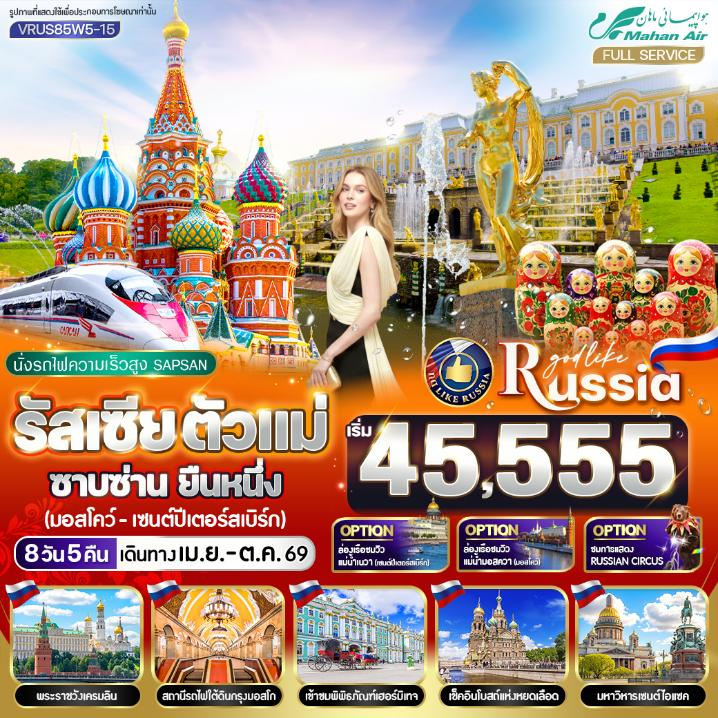 รูปภาพที่แสดงใช้เพื่อประกอบการโฆษณาเท่านั้น
VRUS85W5-15
هواپیمائی ماهان
Mahan Air
FULL SERVICE
นั่งรถไฟความเร็วสูง SAPSAN
LIKE RUSSIA
godlike
Russia
รัสเซีย ตัวแม่
ซาบซ่าน ยืนหนึ่ง
(มอสโคว์ - เซนต์ปีเตอร์สเบิร์ก)
เริ่ม
45,555
8 วัน 5 คืน เดินทาง เม.ย.-ต.ค. 69
OPTION
ล่องเรือชมวิว
แม่น้ำเนวา (เซนต์ปีเตอร์สเบิร์ก)
OPTION
ล่องเรือชมวิว
แม่น้ำมอสควา (มอสโคว์)
OPTION
ชมการแสดง
RUSSIAN CIRCUS
พระราชวังเครมลิน
สถานีรถไฟใต้ดินกรุงมอสโก
เข้าชมพิพิธภัณฑ์เฮอร์มิเทจ
เช็คอินโบสถ์แห่งหยดเลือด
มหาวิหารเซนต์ไอแซค